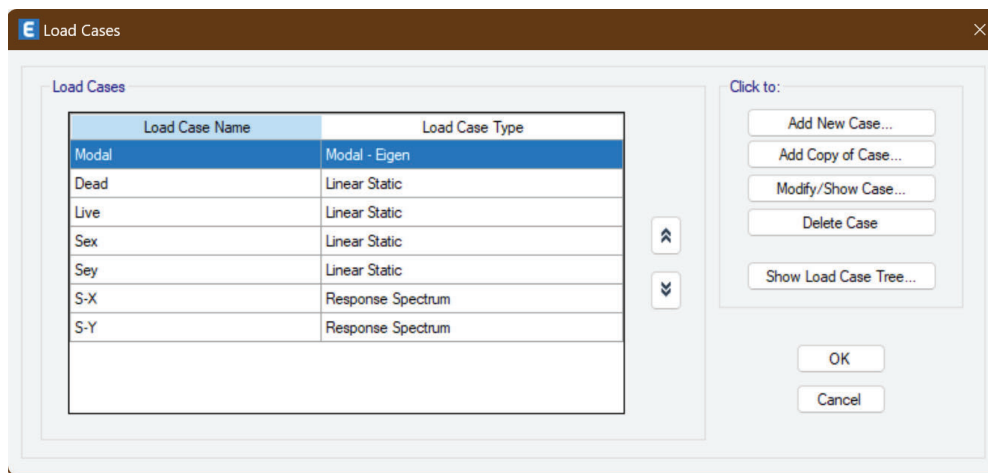 E Load Cases
Load Cases
Load Case Name Load Case Type
Modal Modal - Eigen
Dead Linear Static
Live Linear Static
Sex Linear Static
Sey Linear Static
S-X Response Spectrum
S-Y Response Spectrum
Click to:
Add New Case...
Add Copy of Case...
Modify/Show Case...
Delete Case
Show Load Case Tree...
OK
Cancel